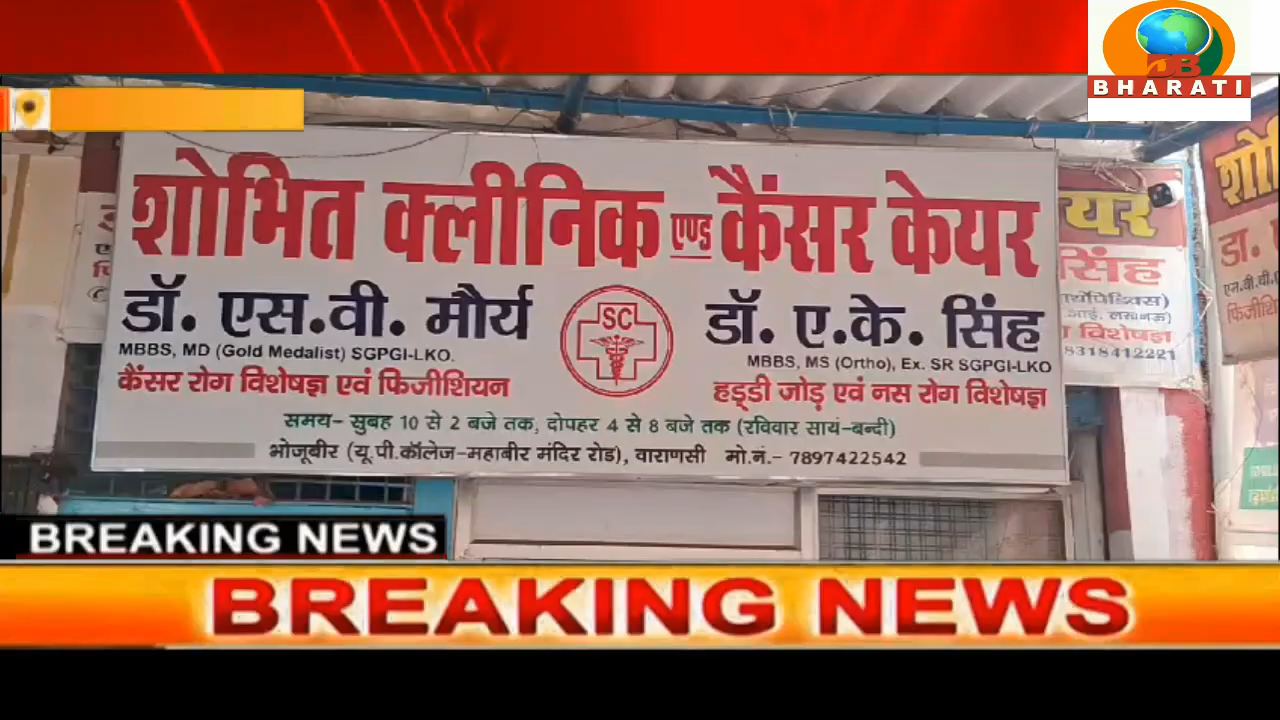 BHARATI
शोभित क्लीनिक एण्ड कैंसर केयर
डॉ. एस.वी. मौर्य
MBBS, MD (Gold Medalist) SGPGI-LKO.
कैंसर रोग विशेषज्ञ एवं फिजीशियन
SC
डॉ. ए.के. सिंह
MBBS, MS (Ortho), Ex. SR SGPGI-LKO
हड्डी जोड़ एवं नस रोग विशेषज्ञ
समय- सुबह 10 से 2 बजे तक, दोपहर 4 से 8 बजे तक (रविवार सायं-बन्दी)
भोजूबीर (यू.पी.कॉलेज-महाबीर मंदिर रोड), वाराणसी मो.नं.- 7897422542
यर
सिंह
लखनऊ)
विशेषज्ञ
8318412221
शो
डा.
BREAKING NEWS
BREAKING NEWS